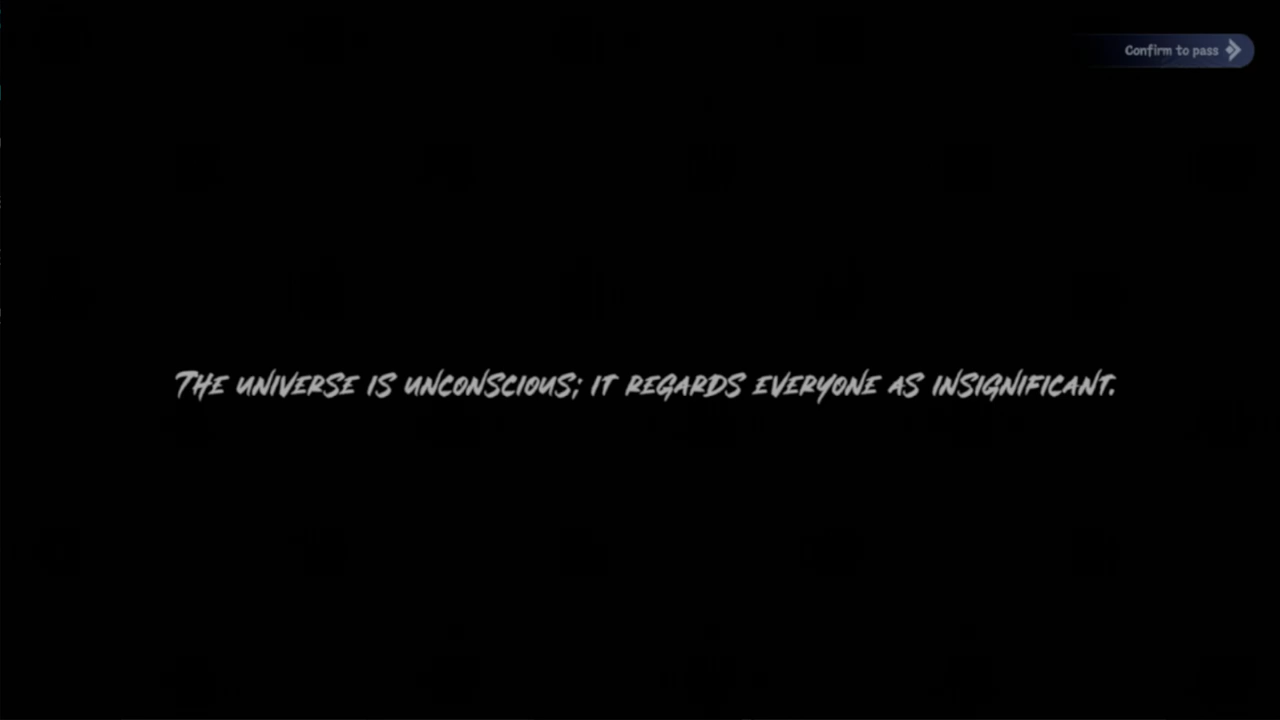 Confirm to pass
THE UNIVERSE IS UNCONSCIOUS; IT REGARDS EVERYONE AS INSIGNIFICANT.